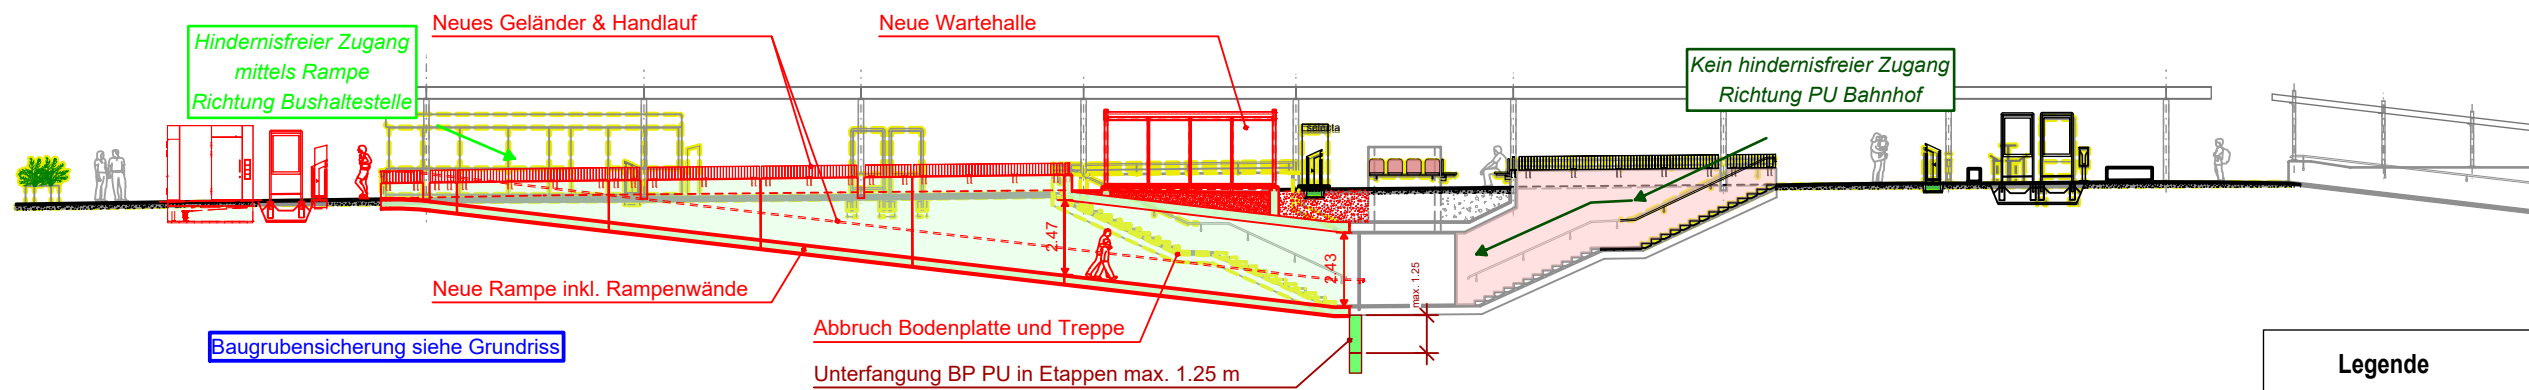 Neues Geländer & Handlauf
Neue Wartehalle
Hindernisfreier Zugang
mittels Rampe
Richtung Bushaltestelle
Kein hindernisfreier Zugang
Richtung PU Bahnhof
selecta
2.47
2.43
max. 1.25
Neue Rampe inkl. Rampenwände
Abbruch Bodenplatte und Treppe
Baugrubensicherung siehe Grundriss
Unterfangung BP PU in Etappen max. 1.25 m
Legende